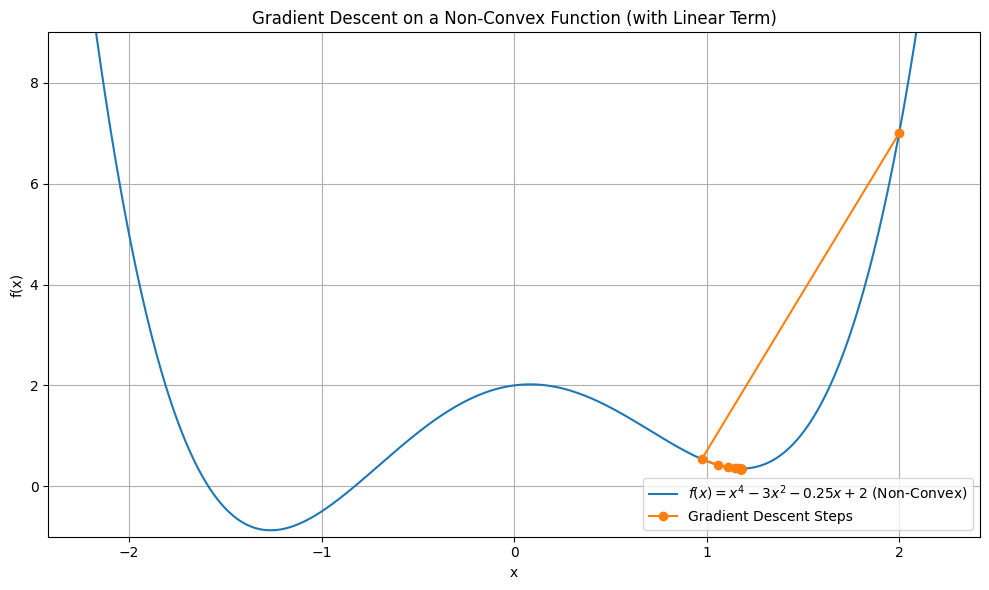 Gradient Descent on a Non-Convex Function (with Linear Term)
f(x)
8
6
4
2
0
−2
−1
0
1
2
x
f(x) = x⁴ − 3x² − 0.25x + 2 (Non-Convex)
Gradient Descent Steps